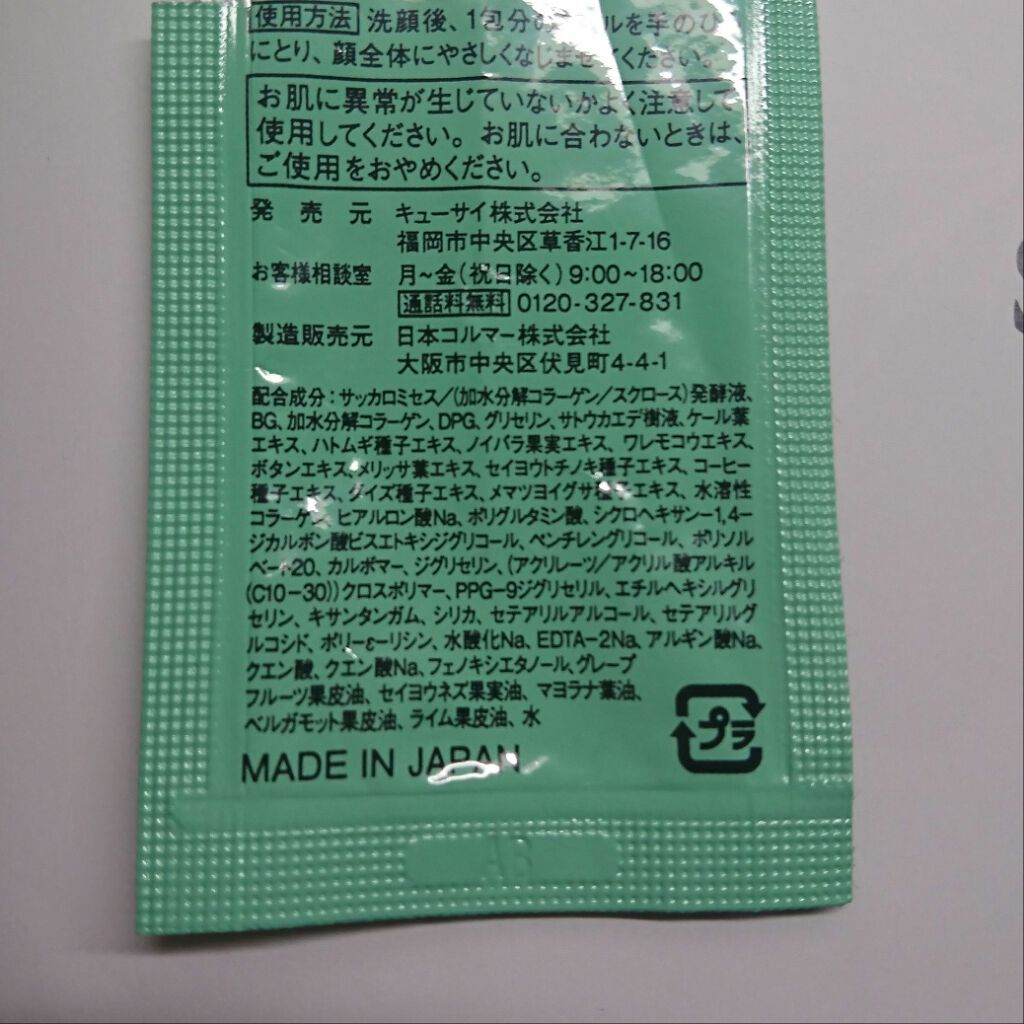 使用方法 洗顔後、1包分の ルを手のひ
にとり、顔全体にやさしくなじませてください。
お肌に異常が生じていないかよく注意して
使用してください。お肌に合わないときは、
ご使用をおやめください。
発売元 キューサイ株式会社
福岡市中央区草香江1-7-16
お客様相談室 月~金(祝日除く)9:00~18:00
通話料無料 0120-327-831
製造販売元 日本コルマー株式会社
大阪市中央区伏見町4-4-1
配合成分:サッカロミセス/(加水分解コラーゲン/スクロース)発酵液、
BG、加水分解コラーゲン、DPG、グリセリン、サトウカエデ樹液、ケール葉
エキス、ハトムギ種子エキス、ノイバラ果実エキス、ワレモコウエキス、
ボタンエキス、メリッサ葉エキス、セイヨウトチノキ種子エキス、コーヒー
種子エキス、ダイズ種子エキス、メマツヨイグサ種子エキス、水溶性
コラーゲン、ヒアルロン酸Na、ポリグルタミン酸、シクロヘキサン-1,4-
ジカルボン酸ビスエトキシジグリコール、ペンチレングリコール、ポリソル
ベート20、カルボマー、ジグリセリン、(アクリレーツ/アクリル酸アルキル
(C10-30))クロスポリマー、PPG-9ジグリセリル、エチルヘキシルグリ
セリン、キサンタンガム、シリカ、セテアリルアルコール、セテアリルグ
ルコシド、ポリ-ε-リシン、水酸化Na、EDTA-2Na、アルギン酸Na、
クエン酸、クエン酸Na、フェノキシエタノール、グレープ
フルーツ果皮油、セイヨウネズ果実油、マヨラナ葉油、
ベルガモット果皮油、ライム果皮油、水
プラ
MADE IN JAPAN